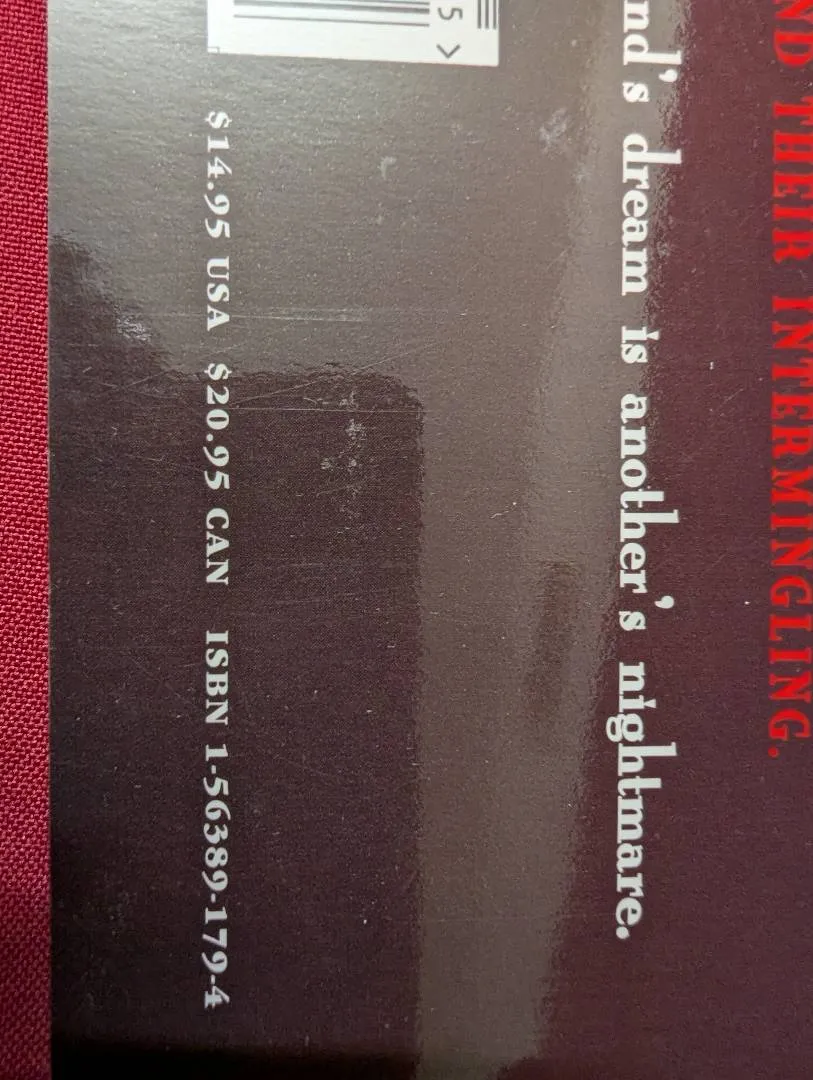 ND THEIR INTERMINGLING.
nd's dream is another's nightmare.
5 >
$14.95 USA $20.95 CAN ISBN 1-56389-179-4